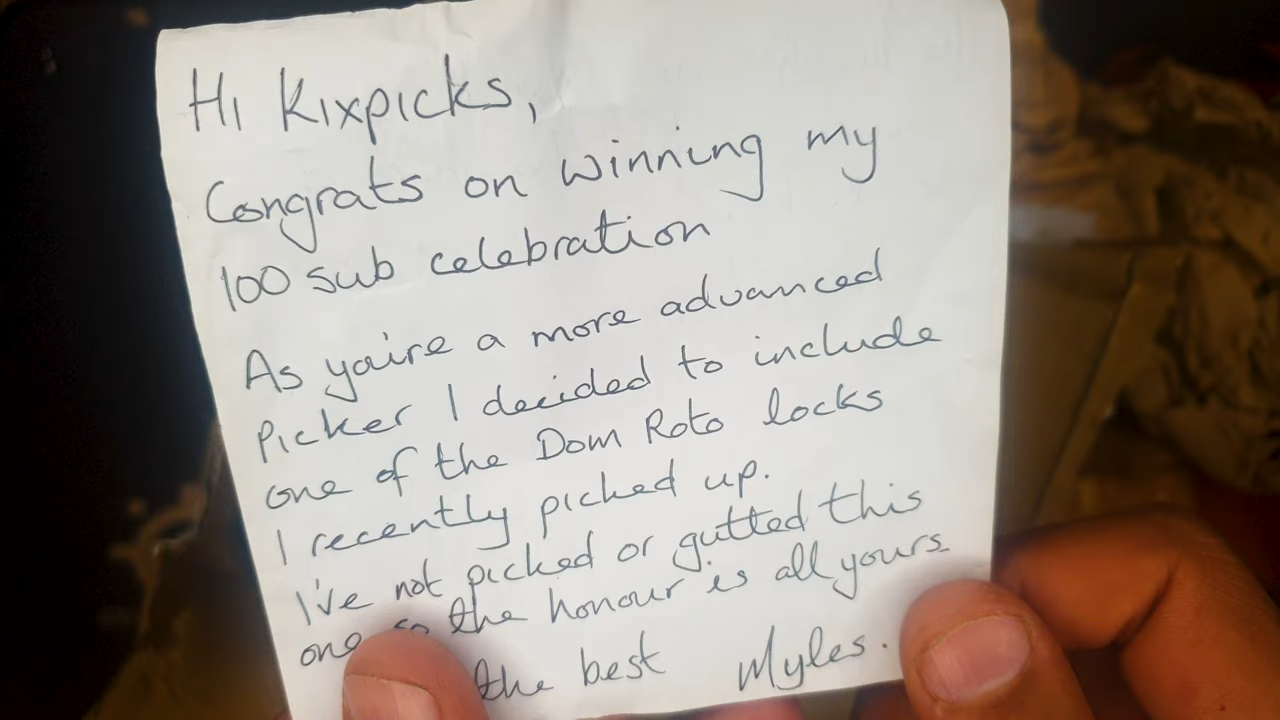 Hi Kixpicks,
Congrats on winning my
100 sub celebration
As you're a more advanced
Picker I decided to include
one of the Dom Roto locks
I recently picked up.
I've not picked or gutted this
one so the honour is all yours
the best Myles.